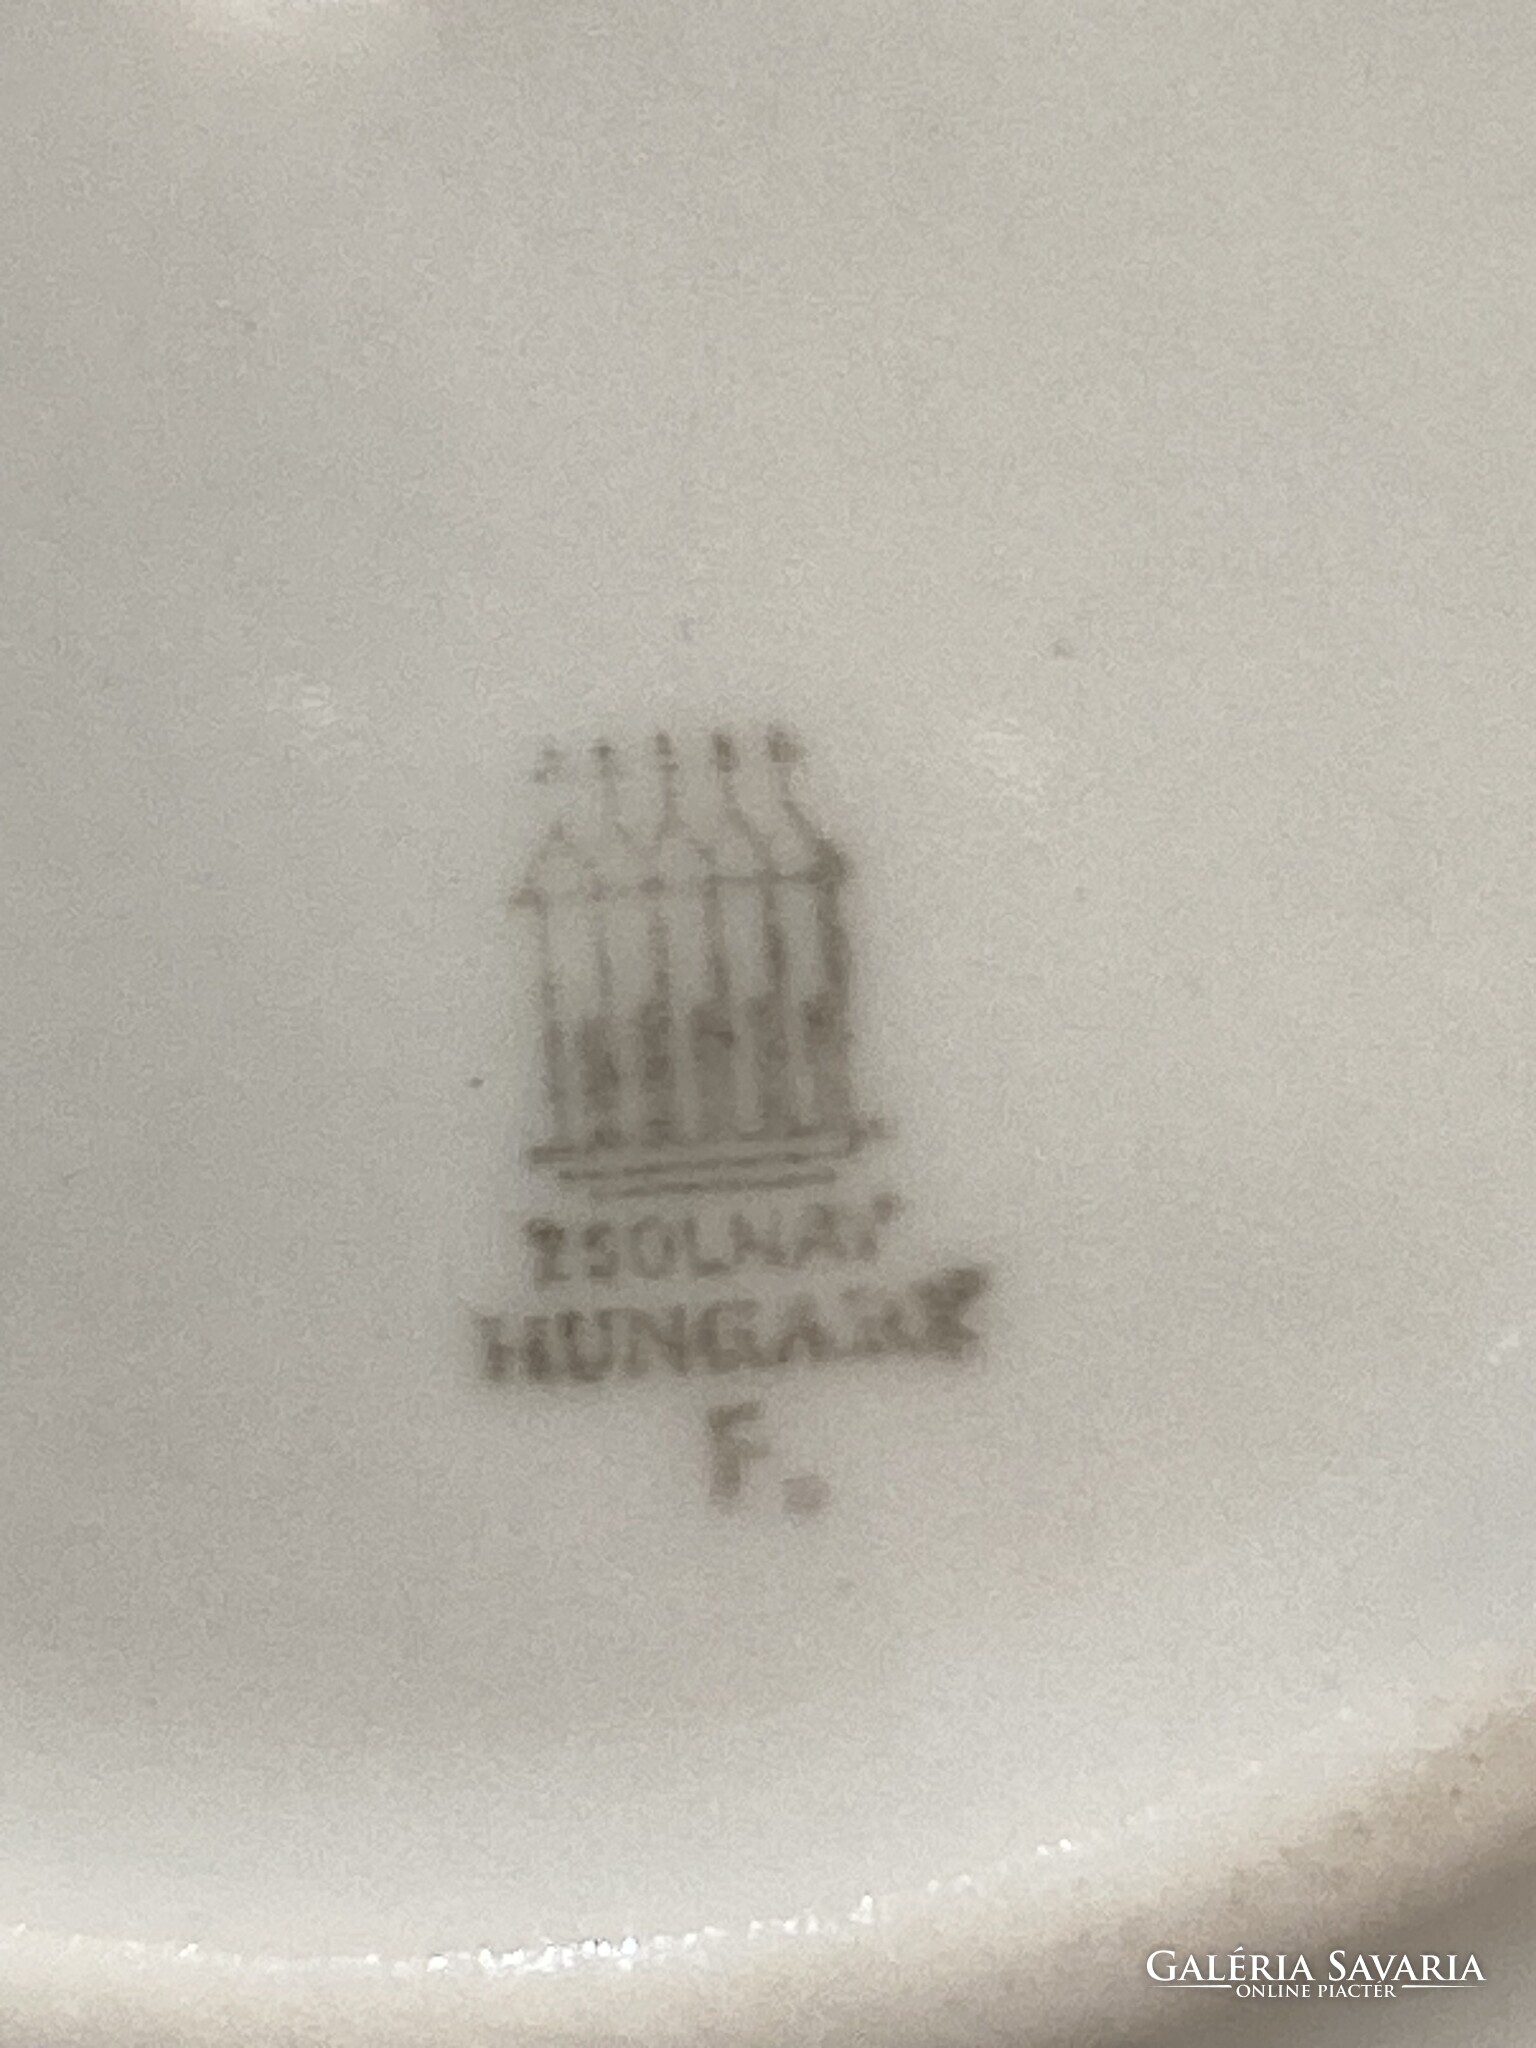 ZSOLNAY
HUNGARY
F.
GALÉRIA SAVARIA
ONLINE PIACTÉR